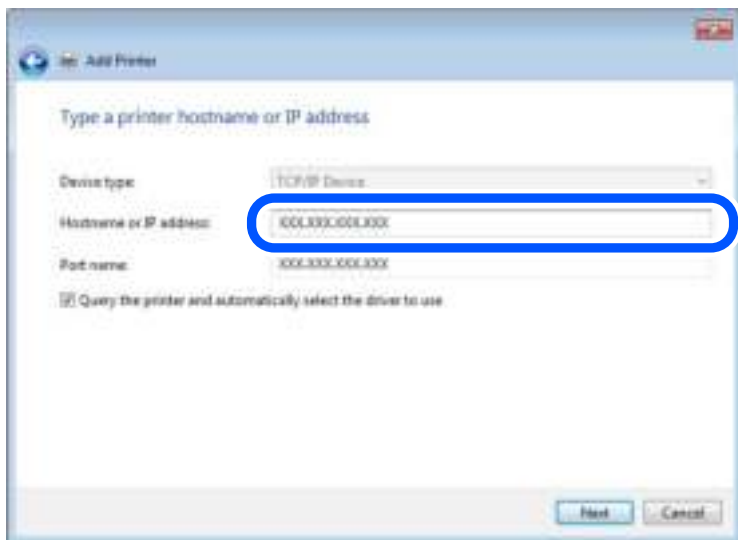 Add Printer
Type a printer hostname or IP address
Device type: TCP/IP Device
Hostname or IP address: XXX.XXX.XXX.XXX
Port name: XXX.XXX.XXX.XXX
Query the printer and automatically select the driver to use
Next Cancel